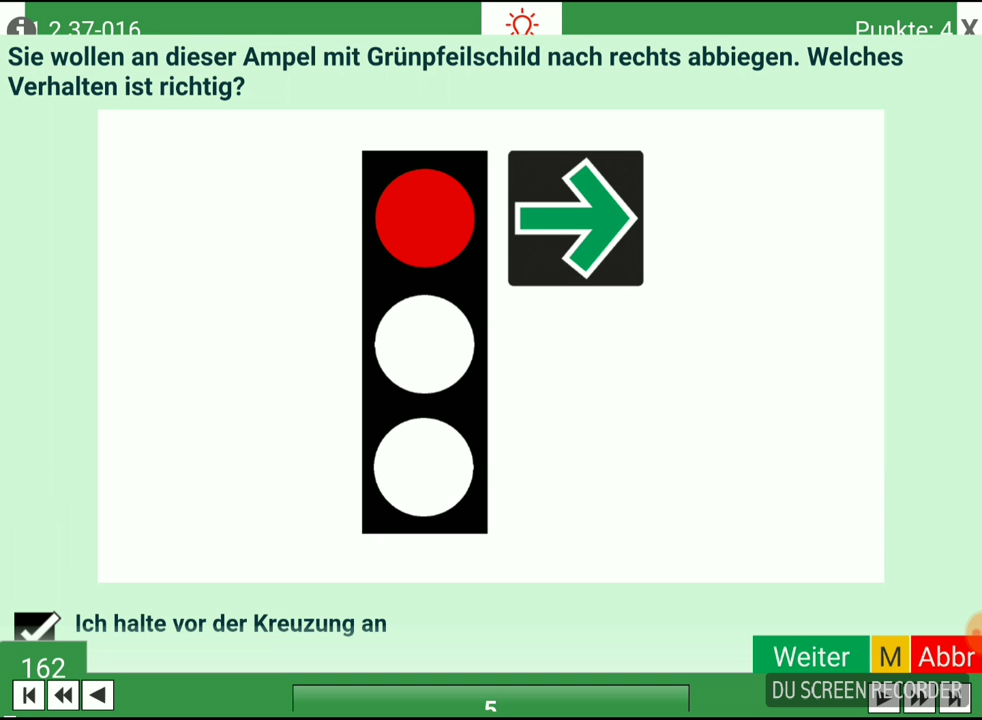 1.2.37-016
Punkte: 4 X
Sie wollen an dieser Ampel mit Grünpfeilschild nach rechts abbiegen. Welches
Verhalten ist richtig?
Ich halte vor der Kreuzung an
162
Weiter M Abbr
5
DU SCREEN RECORDER